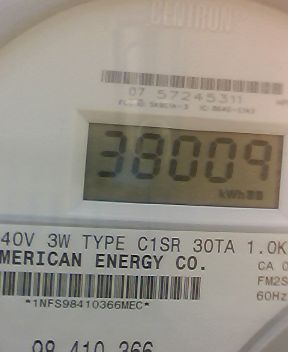 CENTRON
07 57245311
38009
kWh
40V 3W TYPE C1SR 30TA 1.0K
MERICAN ENERGY CO.
CA 0
FM2S
60Hz
*1NFS98410366MEC*
98 410 366